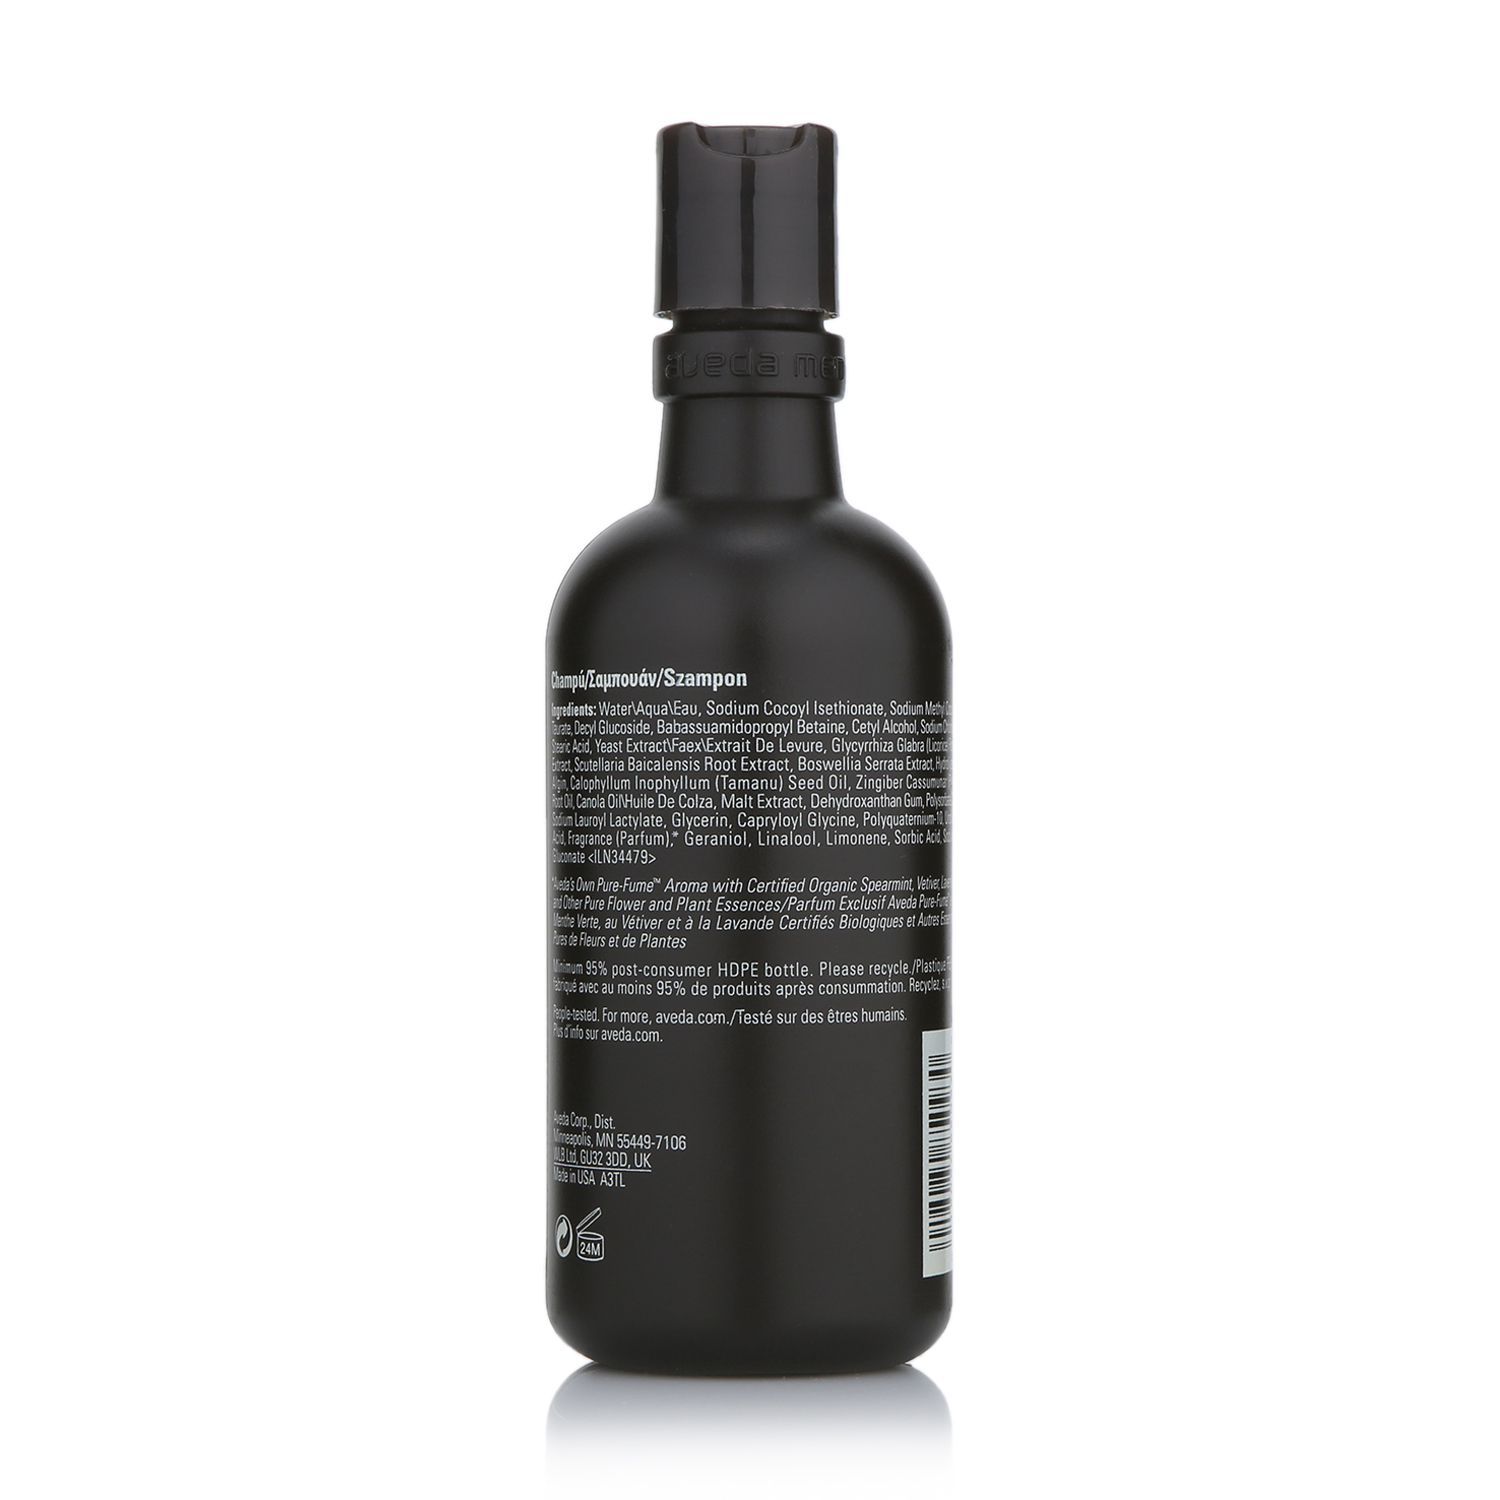 aveda men
Champú/Σαμπουάν/Szampon
Ingredients: Water\Aqua\Eau, Sodium Cocoyl Isethionate, Sodium Methyl
Taurate, Decyl Glucoside, Babassuamidopropyl Betaine, Cetyl Alcohol, Sodium
Stearic Acid, Yeast Extract\Faex\Extrait De Levure, Glycyrrhiza Glabra (Licorice)
Extract, Scutellaria Baicalensis Root Extract, Boswellia Serrata Extract,
Algin, Calophyllum Inophyllum (Tamanu) Seed Oil, Zingiber Cassumunar
Root Oil, Canola Oil\Huile De Colza, Malt Extract, Dehydroxanthan Gum,
Sodium Lauroyl Lactylate, Glycerin, Capryloyl Glycine, Polyquaternium-10,
Acid, Fragrance (Parfum),* Geraniol, Linalool, Limonene, Sorbic Acid,
Gluconate <ILN34479>
*Aveda's Own Pure-Fume™ Aroma with Certified Organic Spearmint, Vetiver,
and Other Pure Flower and Plant Essences/Parfum Exclusif Aveda Pure-Fume
Menthe Verte, au Vétiver et à la Lavande Certifiés Biologiques et Autres
Pures de Fleurs et de Plantes
Minimum 95% post-consumer HDPE bottle. Please recycle./Plastique
fabriqué avec au moins 95% de produits après consummation. Recyclez,
People-tested. For more, aveda.com./Testé sur des êtres humains.
Plus d'info sur aveda.com.
Aveda Corp., Dist.
Minneapolis, MN 55449-7106
WLB Ltd, GU32 3DD, UK
Made in USA A3TL
24M